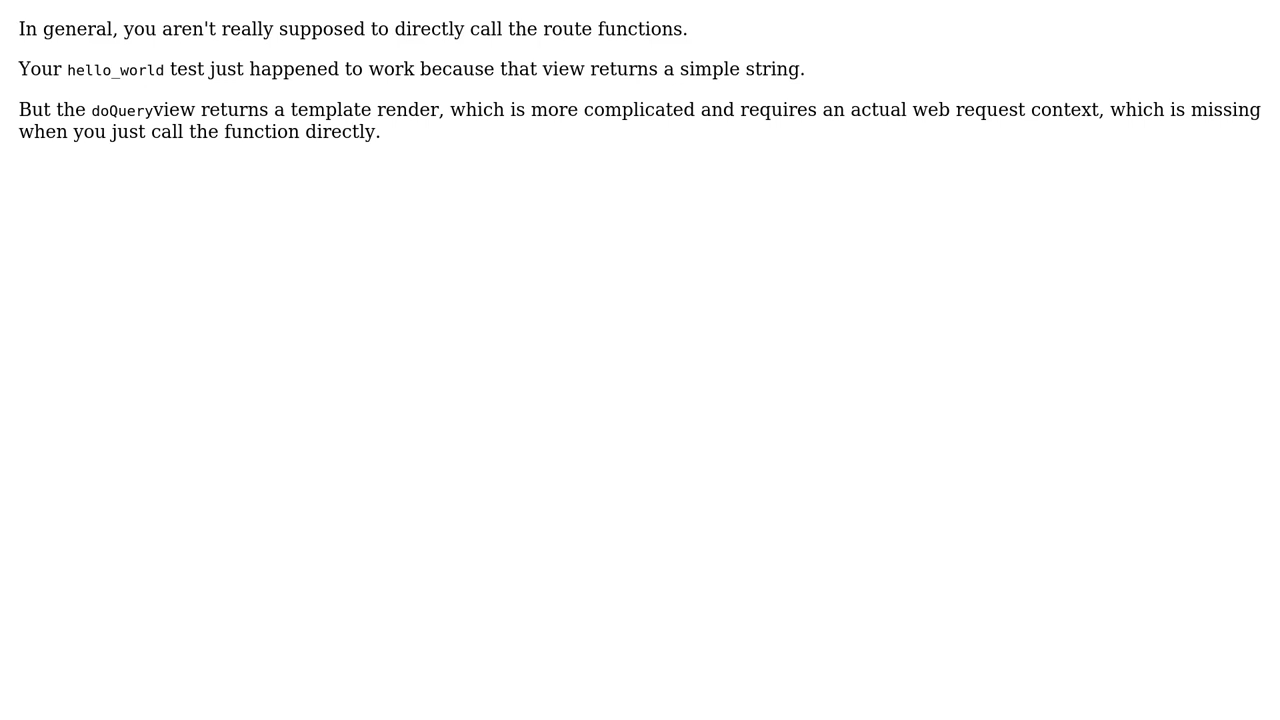 In general, you aren't really supposed to directly call the route functions.
Your hello_world test just happened to work because that view returns a simple string.
But the doQueryview returns a template render, which is more complicated and requires an actual web request context, which is missing
when you just call the function directly.